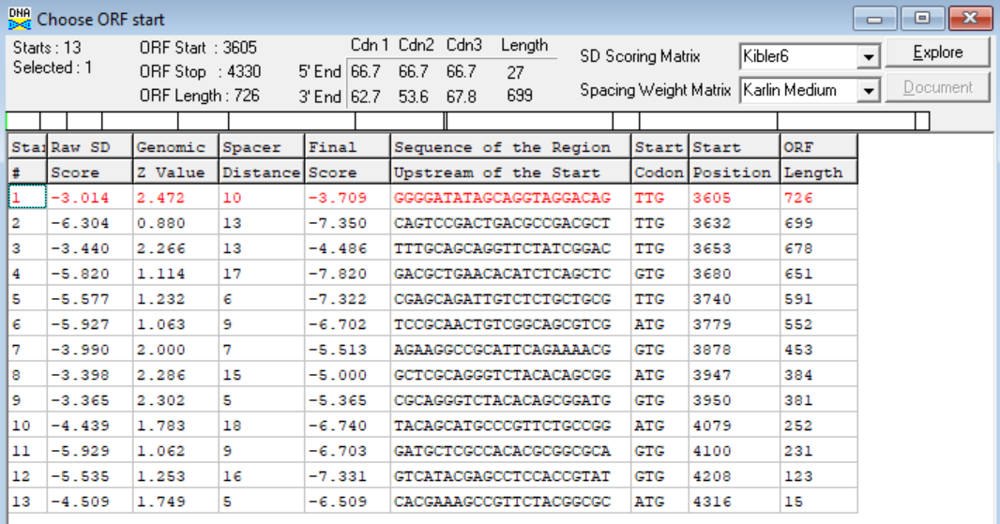 DNA Choose ORF start
Starts : 13 ORF Start : 3605 Cdn 1 Cdn2 Cdn3 Length SD Scoring Matrix Kibler6 Explore
Selected : 1 ORF Stop : 4330 5' End 66.7 66.7 66.7 27
ORF Length : 726 3' End 62.7 53.6 67.8 699 Spacing Weight Matrix Karlin Medium Document
Star Raw SD Genomic Spacer Final Sequence of the Region Start Start ORF
# Score Z Value Distance Score Upstream of the Start Codon Position Length
1 -3.014 2.472 10 -3.709 GGGGATATAGCAGGTAGGACAG TTG 3605 726
2 -6.304 0.880 13 -7.350 CAGTCCGACTGACGCCGACGCT TTG 3632 699
3 -3.440 2.266 13 -4.486 TTTGCAGCAGGTTCTATCGGAC TTG 3653 678
4 -5.820 1.114 17 -7.820 GACGCTGAACACATCTCAGCTC GTG 3680 651
5 -5.577 1.232 6 -7.322 CGAGCAGATTGTCTCTGCTGCG TTG 3740 591
6 -5.927 1.063 9 -6.702 TCCGCAACTGTCGGCAGCGTCG ATG 3779 552
7 -3.990 2.000 7 -5.513 AGAAGGCCGCATTCAGAAAACG GTG 3878 453
8 -3.398 2.286 15 -5.000 GCTCGCAGGGTCTACACAGCGG ATG 3947 384
9 -3.365 2.302 5 -5.365 CGCAGGGTCTACACAGCGGATG GTG 3950 381
10 -4.439 1.783 18 -6.740 TACAGCATGCCCGTTCTGCCGG ATG 4079 252
11 -5.929 1.062 9 -6.703 GATGCTCGCCACACGCGGCGCA GTG 4100 231
12 -5.535 1.253 16 -7.331 GTCATACGAGCCTCCACCGTAT GTG 4208 123
13 -4.509 1.749 5 -6.509 CACGAAAGCCGTTCTACGGCGC ATG 4316 15